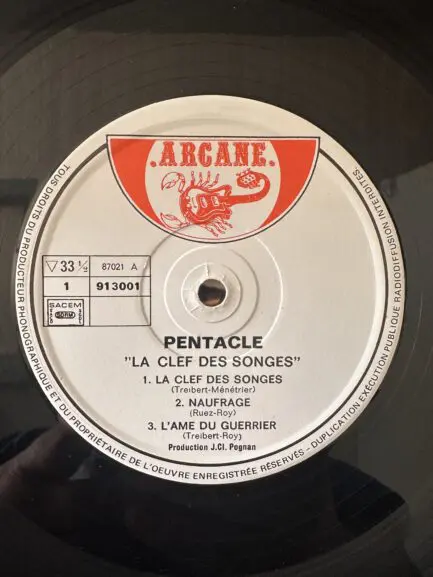 .ARCANE.
TOUS DROITS DU PRODUCTEUR PHONOGRAPHIQUE ET DU PROPRIÉTAIRE DE L'OEUVRE ENREGISTRÉE RÉSERVÉS - DUPLICATION EXÉCUTION PUBLIQUE RADIODIFFUSION INTERDITES.
▽ 33 1/2 87021 A
1 913001
SACEM
SDRM
PENTACLE
"LA CLEF DES SONGES"
1. LA CLEF DES SONGES
(Treibert-Ménétrier)
2. NAUFRAGE
(Ruez-Roy)
3. L'AME DU GUERRIER
(Treibert-Roy)
Production J.Cl. Pognan